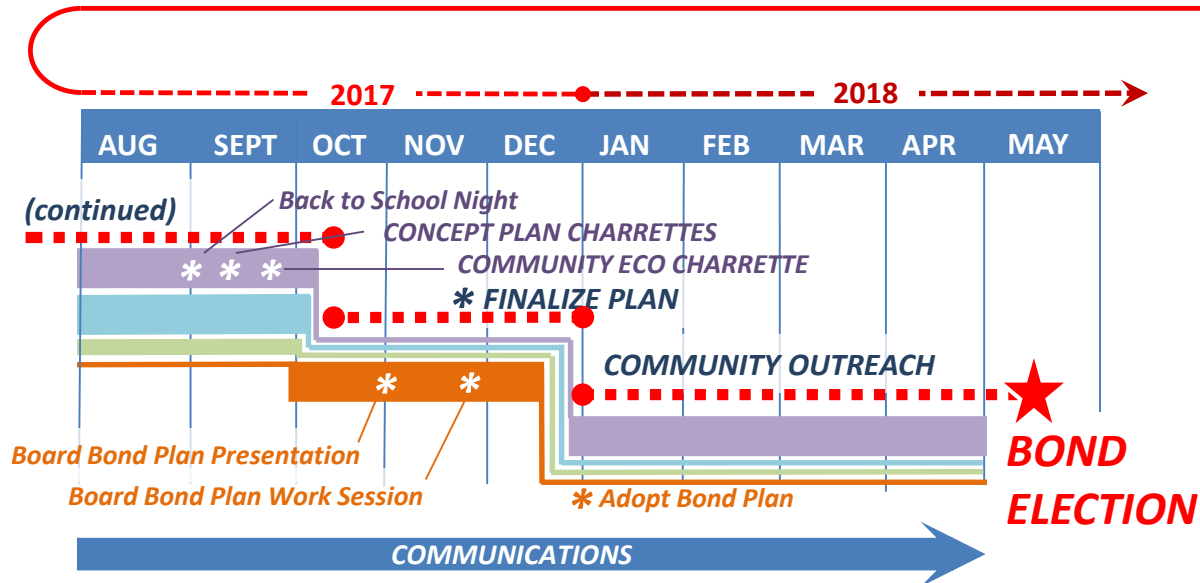 2017 2018
AUG SEPT OCT NOV DEC JAN FEB MAR APR MAY
Back to School Night
(continued)
CONCEPT PLAN CHARRETTES
* * * COMMUNITY ECO CHARRETTE
* FINALIZE PLAN
COMMUNITY OUTREACH
* *
BOND
ELECTION
Board Bond Plan Presentation
Board Bond Plan Work Session
* Adopt Bond Plan
COMMUNICATIONS